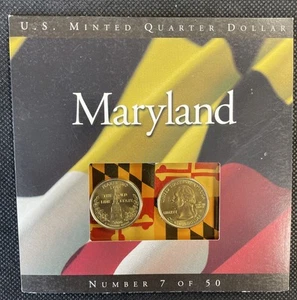 U.S. MINTED QUARTER DOLLAR
Maryland
NUMBER 7 OF 50